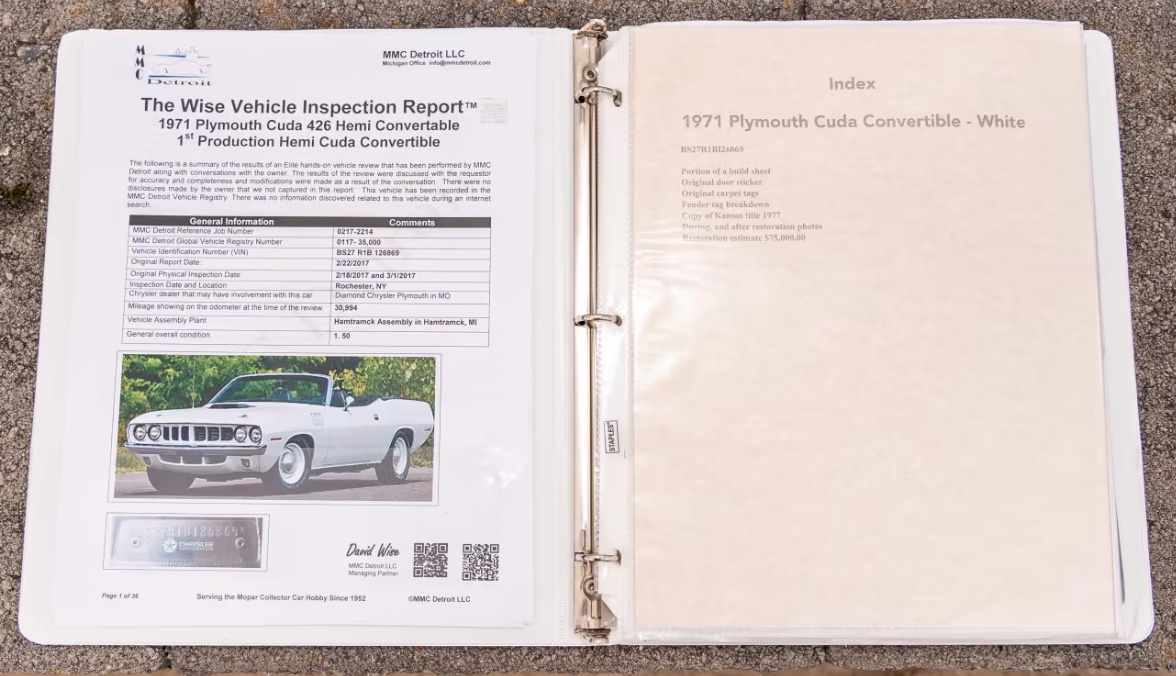 MMC
Detroit
MMC Detroit LLC
Michigan Office info@mmcdetroit.com
The Wise Vehicle Inspection Report™
1971 Plymouth Cuda 426 Hemi Convertable
1st Production Hemi Cuda Convertible
The following is a summary of the results of an Elite hands-on vehicle review that has been performed by MMC
Detroit along with conversations with the owner. The results of the review were discussed with the requestor
for accuracy and completeness and modifications were made as a result of the conversation. There were no
disclosures made by the owner that we not captured in this report. This vehicle has been recorded in the
MMC Detroit Vehicle Registry. There was no information discovered related to this vehicle during an internet
search.
General Information Comments
MMC Detroit Reference Job Number 0217-2214
MMC Detroit Global Vehicle Registry Number 0117- 35,000
Vehicle Identification Number (VIN) BS27 R1B 126869
Original Report Date: 2/22/2017
Original Physical Inspection Date: 2/18/2017 and 3/1/2017
Inspection Date and Location Rochester, NY
Chrysler dealer that may have involvement with this car Diamond Chrysler Plymouth in MO
Mileage showing on the odometer at the time of the review 30,994
Vehicle Assembly Plant Hamtramck Assembly in Hamtramck, MI
General overall condition 1. 50
CHRYSLER
CORPORATION
David Wise
MMC Detroit LLC
Managing Partner
Page 1 of 36 Serving the Mopar Collector Car Hobby Since 1952 ©MMC Detroit LLC
STAPLES
Index
1971 Plymouth Cuda Convertible - White
BS27R1BI26869
Portion of a build sheet
Original door sticker
Original carpet tags
Fender tag breakdown
Copy of Kansas title 1977
During, and after restoration photos
Restoration estimate $75,000.00